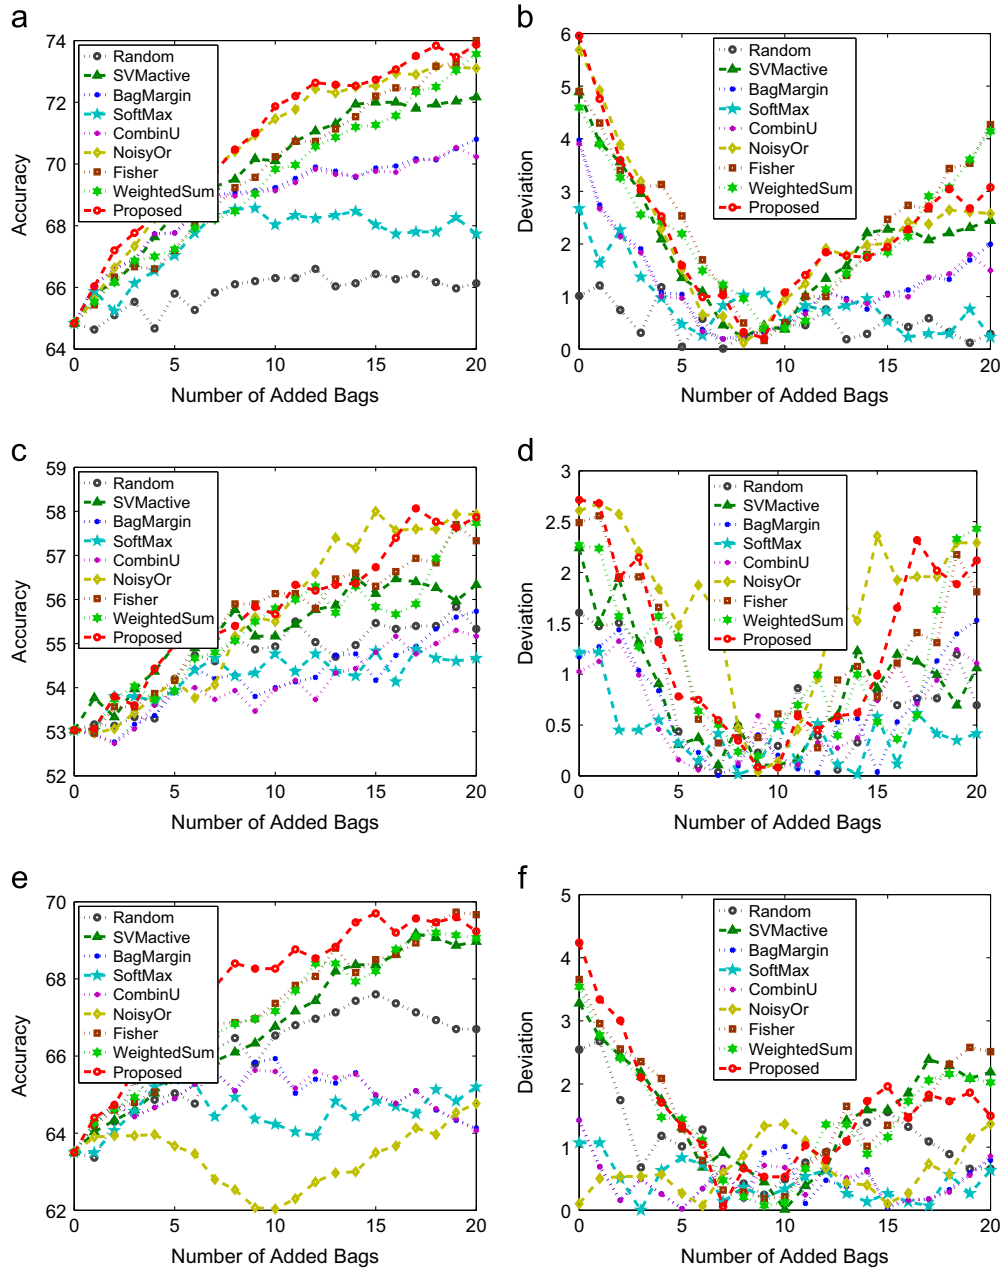 a
Accuracy
74
72
70
68
66
64
Random
SVMactive
BagMargin
SoftMax
CombinU
NoisyOr
Fisher
WeightedSum
Proposed
0 5 10 15 20
Number of Added Bags
b
Deviation
6
5
4
3
2
1
0
Random
SVMactive
BagMargin
SoftMax
CombinU
NoisyOr
Fisher
WeightedSum
Proposed
0 5 10 15 20
Number of Added Bags
c
Accuracy
59
58
57
56
55
54
53
52
Random
SVMactive
BagMargin
SoftMax
CombinU
NoisyOr
Fisher
WeightedSum
Proposed
0 5 10 15 20
Number of Added Bags
d
Deviation
3
2.5
2
1.5
1
0.5
0
Random
SVMactive
BagMargin
SoftMax
CombinU
NoisyOr
Fisher
WeightedSum
Proposed
0 5 10 15 20
Number of Added Bags
e
Accuracy
70
68
66
64
62
Random
SVMactive
BagMargin
SoftMax
CombinU
NoisyOr
Fisher
WeightedSum
Proposed
0 5 10 15 20
Number of Added Bags
f
Deviation
5
4
3
2
1
0
Random
SVMactive
BagMargin
SoftMax
CombinU
NoisyOr
Fisher
WeightedSum
Proposed
0 5 10 15 20
Number of Added Bags